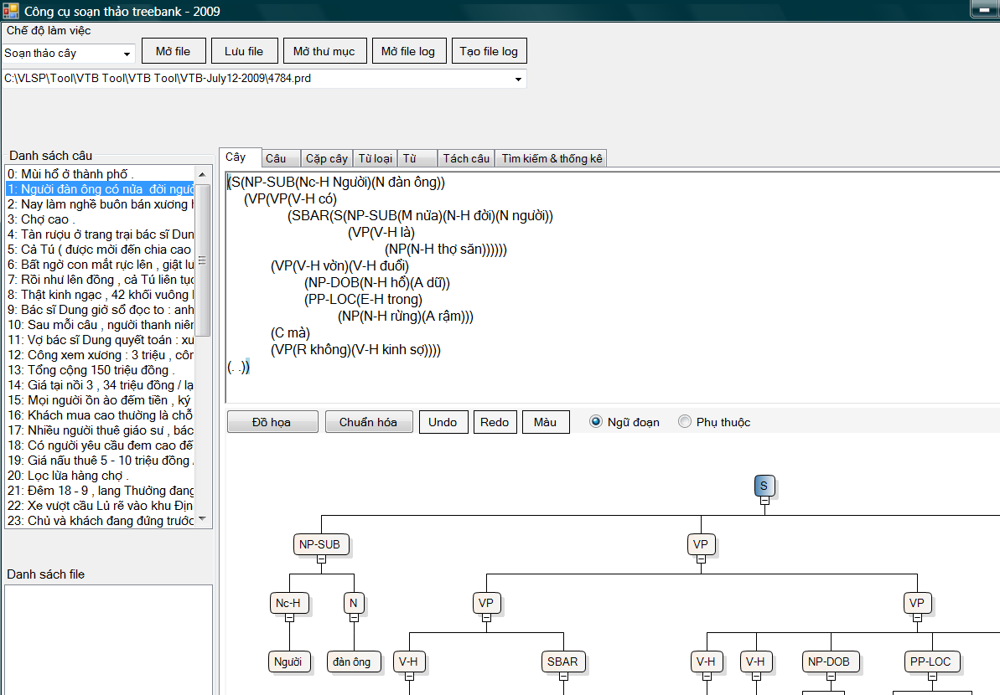 Công cụ soạn thảo treebank - 2009
Chế độ làm việc
Soạn thảo cây
Mở file
Lưu file
Mở thư mục
Mở file log
Tạo file log
C:\VLSP\Tool\VTB Tool\VTB Tool\VTB-July12-2009\4784.prd
Danh sách câu
0: Mùi hổ ở thành phố .
1: Người đàn ông có nửa đời ngườ
2: Nay làm nghề buôn bán xương h
3: Chợ cao .
4: Tàn rượu ở trang trại bác sĩ Dung
5: Cả Tú ( được mời đến chia cao
6: Bất ngờ con mắt rực lên , giật lu
7: Rồi như lên đồng , cả Tú liên tục
8: Thật kinh ngạc , 42 khối vuông
9: Bác sĩ Dung giở sổ đọc to : anh
10: Sau mỗi câu , người thanh niên
11: Vợ bác sĩ Dung quyết toán : xu
12: Công xem xương : 3 triệu , côn
13: Tổng cộng 150 triệu đồng .
14: Giá tại nồi 3 , 34 triệu đồng / lạ
15: Mọi người ồn ào đếm tiền , ký
16: Khách mua cao thường là chỗ
17: Nhiều người thuê giáo sư , bác
18: Có người yêu cầu đem cao đế
19: Giá nấu thuê 5 - 10 triệu đồng
20: Lọc lừa hàng chợ .
21: Đêm 18 - 9 , lang Thưởng đang
22: Xe vượt cầu Lủ rẽ vào khu Địn
23: Chủ và khách đang đứng trước
Danh sách file
Cây
Câu
Cặp cây
Từ loại
Từ
Tách câu
Tìm kiếm & thống kê
(S(NP-SUB(Nc-H Người)(N đàn ông))
(VP(VP(V-H có)
(SBAR(S(NP-SUB(M nửa)(N-H đời)(N người))
(VP(V-H là)
(NP(N-H thợ săn))))))
(VP(V-H vờn)(V-H đuổi)
(NP-DOB(N-H hổ)(A dữ))
(PP-LOC(E-H trong)
(NP(N-H rừng)(A rậm)))
(C mà)
(VP(R không)(V-H kinh sợ))))
(. .))
Đồ họa
Chuẩn hóa
Undo
Redo
Màu
Ngữ đoạn
Phụ thuộc
S
NP-SUB
VP
Nc-H
N
VP
VP
Người
đàn ông
V-H
SBAR
V-H
V-H
NP-DOB
PP-LOC